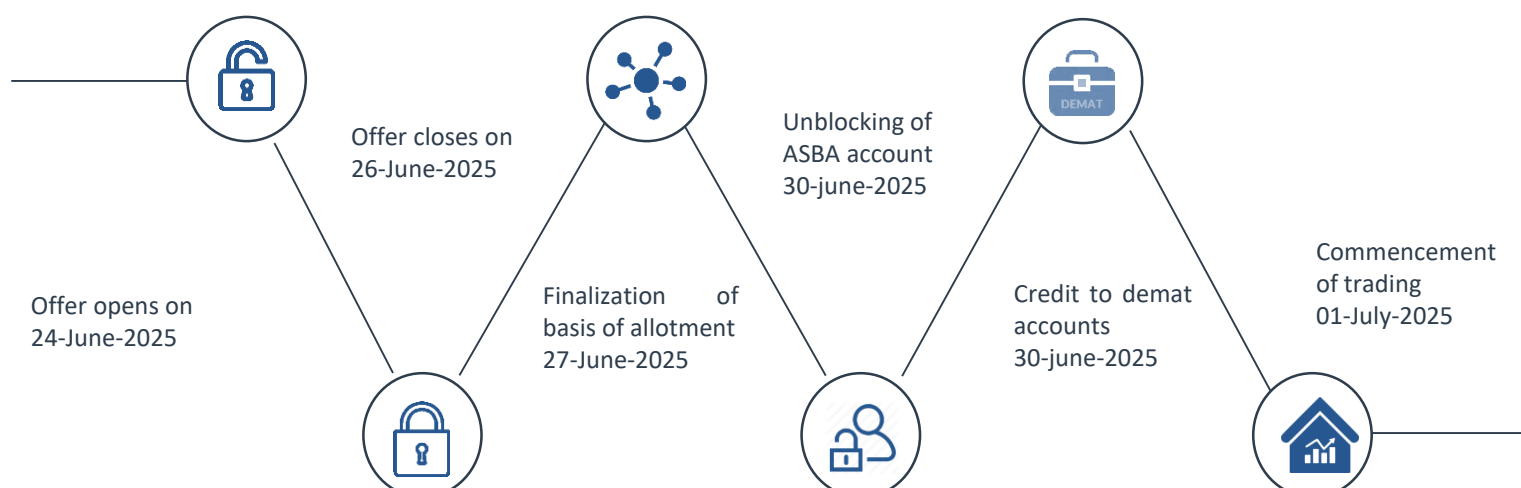 Offer opens on
24-June-2025
Offer closes on
26-June-2025
Finalization of
basis of allotment
27-June-2025
Unblocking of
ASBA account
30-june-2025
DEMAT
Credit to demat
accounts
30-june-2025
Commencement
of trading
01-July-2025